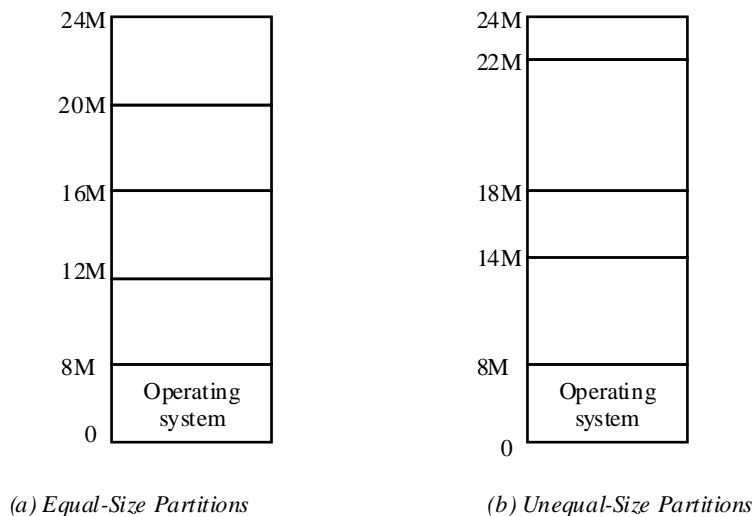 24M
20M
16M
12M
8M
Operating
system
0
(a) Equal-Size Partitions
24M
22M
18M
14M
8M
Operating
system
0
(b) Unequal-Size Partitions